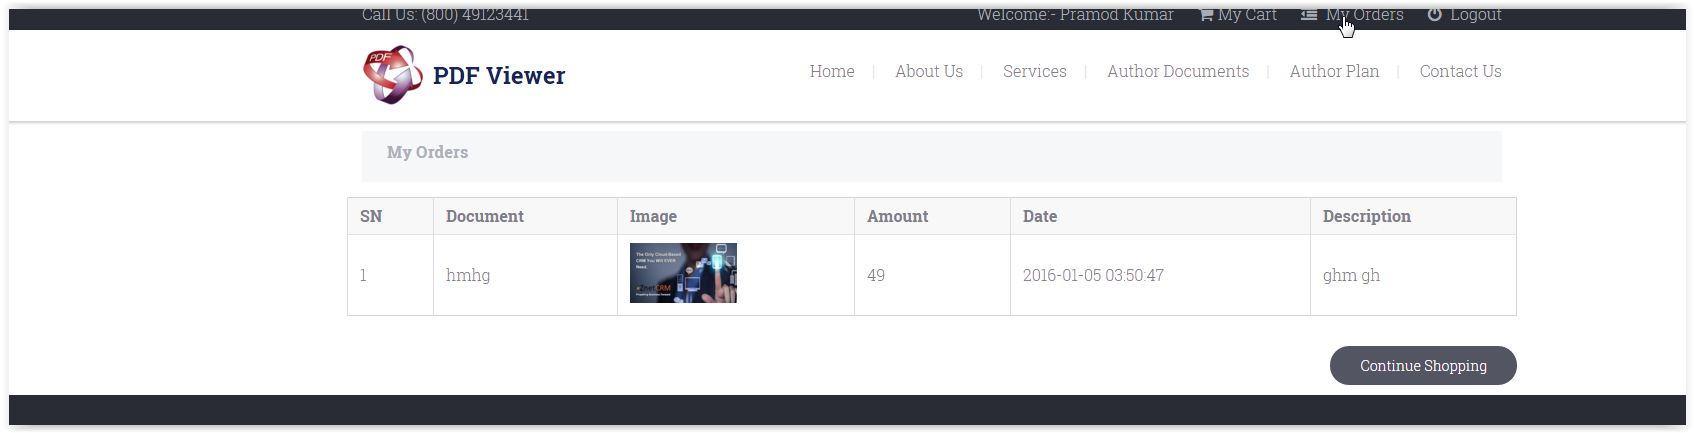 Call Us: (800) 49123441 Welcome:- Pramod Kumar My Cart My Orders Logout
PDF
PDF Viewer Home About Us Services Author Documents Author Plan Contact Us
My Orders
SN Document Image Amount Date Description
The Only Cloud-Based
CRM You Will EVER
Need.
1 hmhg 49 2016-01-05 03:50:47 ghm gh
CRM
Continue Shopping